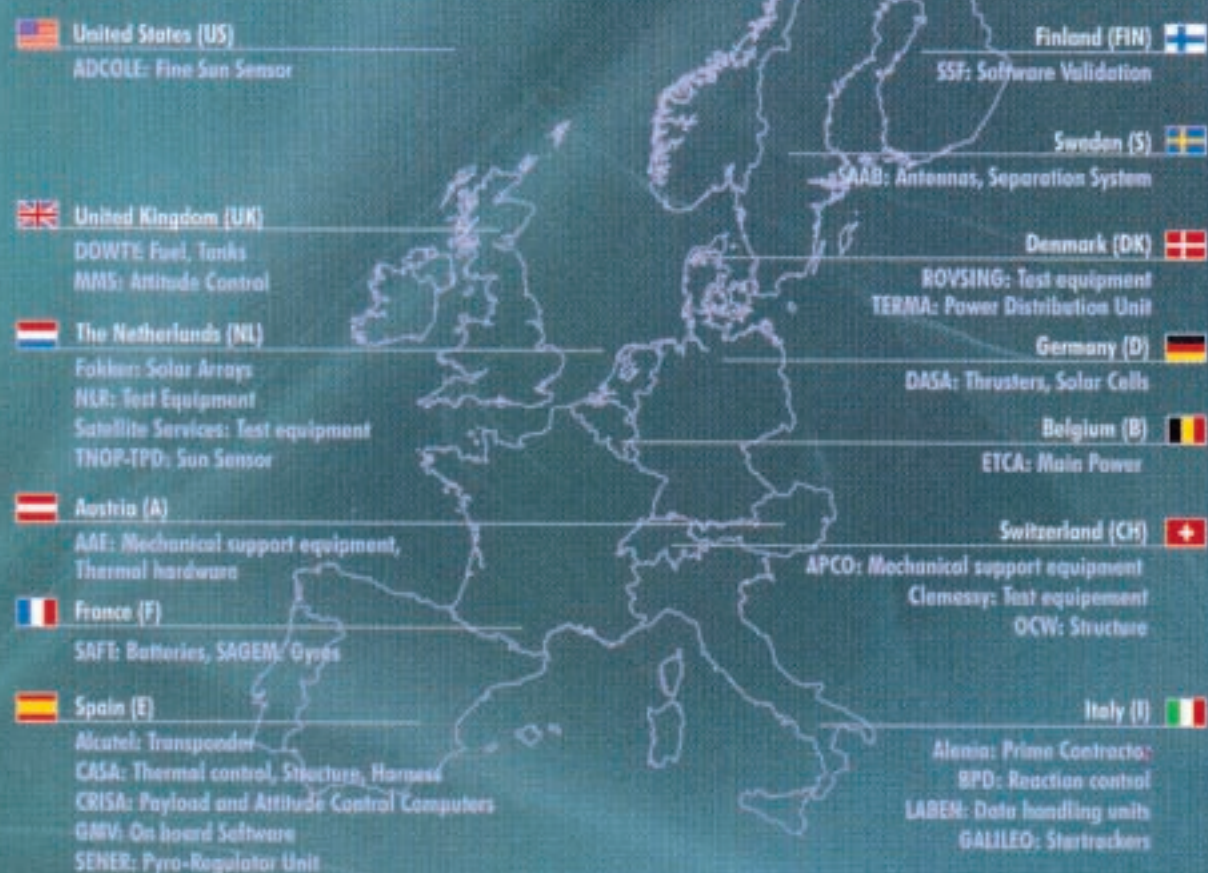 United States (US)
ADCOLE: Fine Sun Sensor
United Kingdom (UK)
DOWTY: Fuel, Tanks
MMS: Attitude Control
The Netherlands (NL)
Fokker: Solar Arrays
NLR: Test Equipment
Satellite Services: Test equipment
TNOP-TPD: Sun Sensor
Austria (A)
AAE: Mechanical support equipment,
Thermal hardware
France (F)
SAFT: Batteries, SAGEM: Gyros
Spain (E)
Alcatel: Transponder
CASA: Thermal control, Structure, Harness
CRISA: Payload and Attitude Control Computers
GMV: On board Software
SENER: Pyro-Regulator Unit
Finland (FIN)
SSF: Software Validation
Sweden (S)
SAAB: Antennas, Separation System
Denmark (DK)
ROVSING: Test equipment
TERMA: Power Distribution Unit
Germany (D)
DASA: Thrusters, Solar Cells
Belgium (B)
ETCA: Main Power
Switzerland (CH)
APCO: Mechanical support equipment
Clemessy: Test equipement
OCW: Structure
Italy (I)
Alenia: Prime Contractor
BPD: Reaction control
LABEN: Data handling units
GALILEO: Startrackers